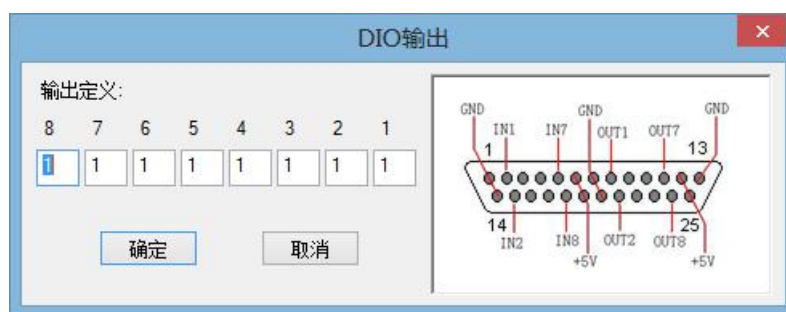 DIO输出
×
输出定义:
8 7 6 5 4 3 2 1
1 1 1 1 1 1 1 1
确定 取消
GND GND GND
IN1 IN7 OUT1 OUT7
1 13
14 25
IN2 IN8 OUT2 OUT8
+5V +5V